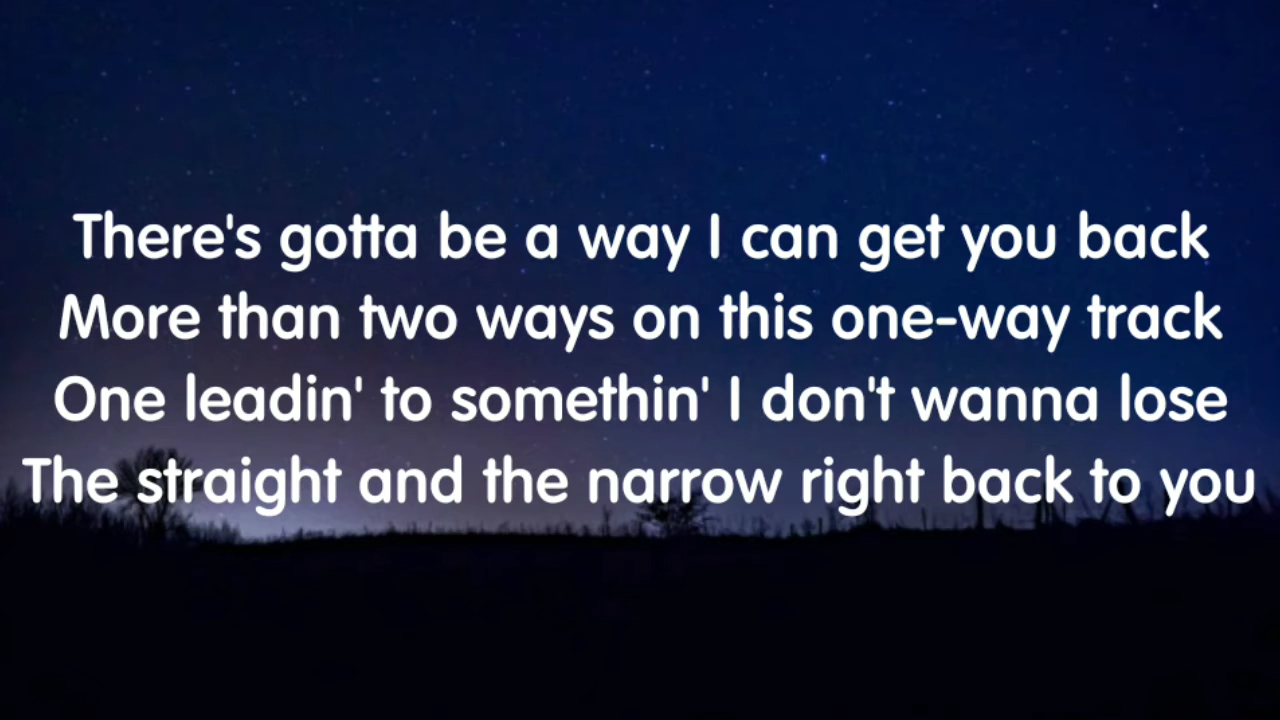 There's gotta be a way I can get you back
More than two ways on this one-way track
One leadin' to somethin' I don't wanna lose
The straight and the narrow right back to you